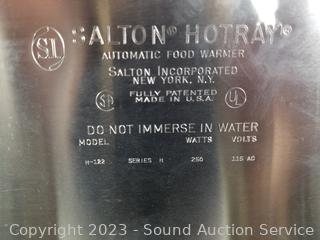 S.I. SALTON® HOTRAY®
AUTOMATIC FOOD WARMER
SALTON INCORPORATED
NEW YORK, N.Y.
FULLY PATENTED
MADE IN U.S.A.
UL
DO NOT IMMERSE IN WATER
MODEL WATTS VOLTS
H-122 SERIES H 250 115 AC
Copyright © 2023 - Sound Auction Service